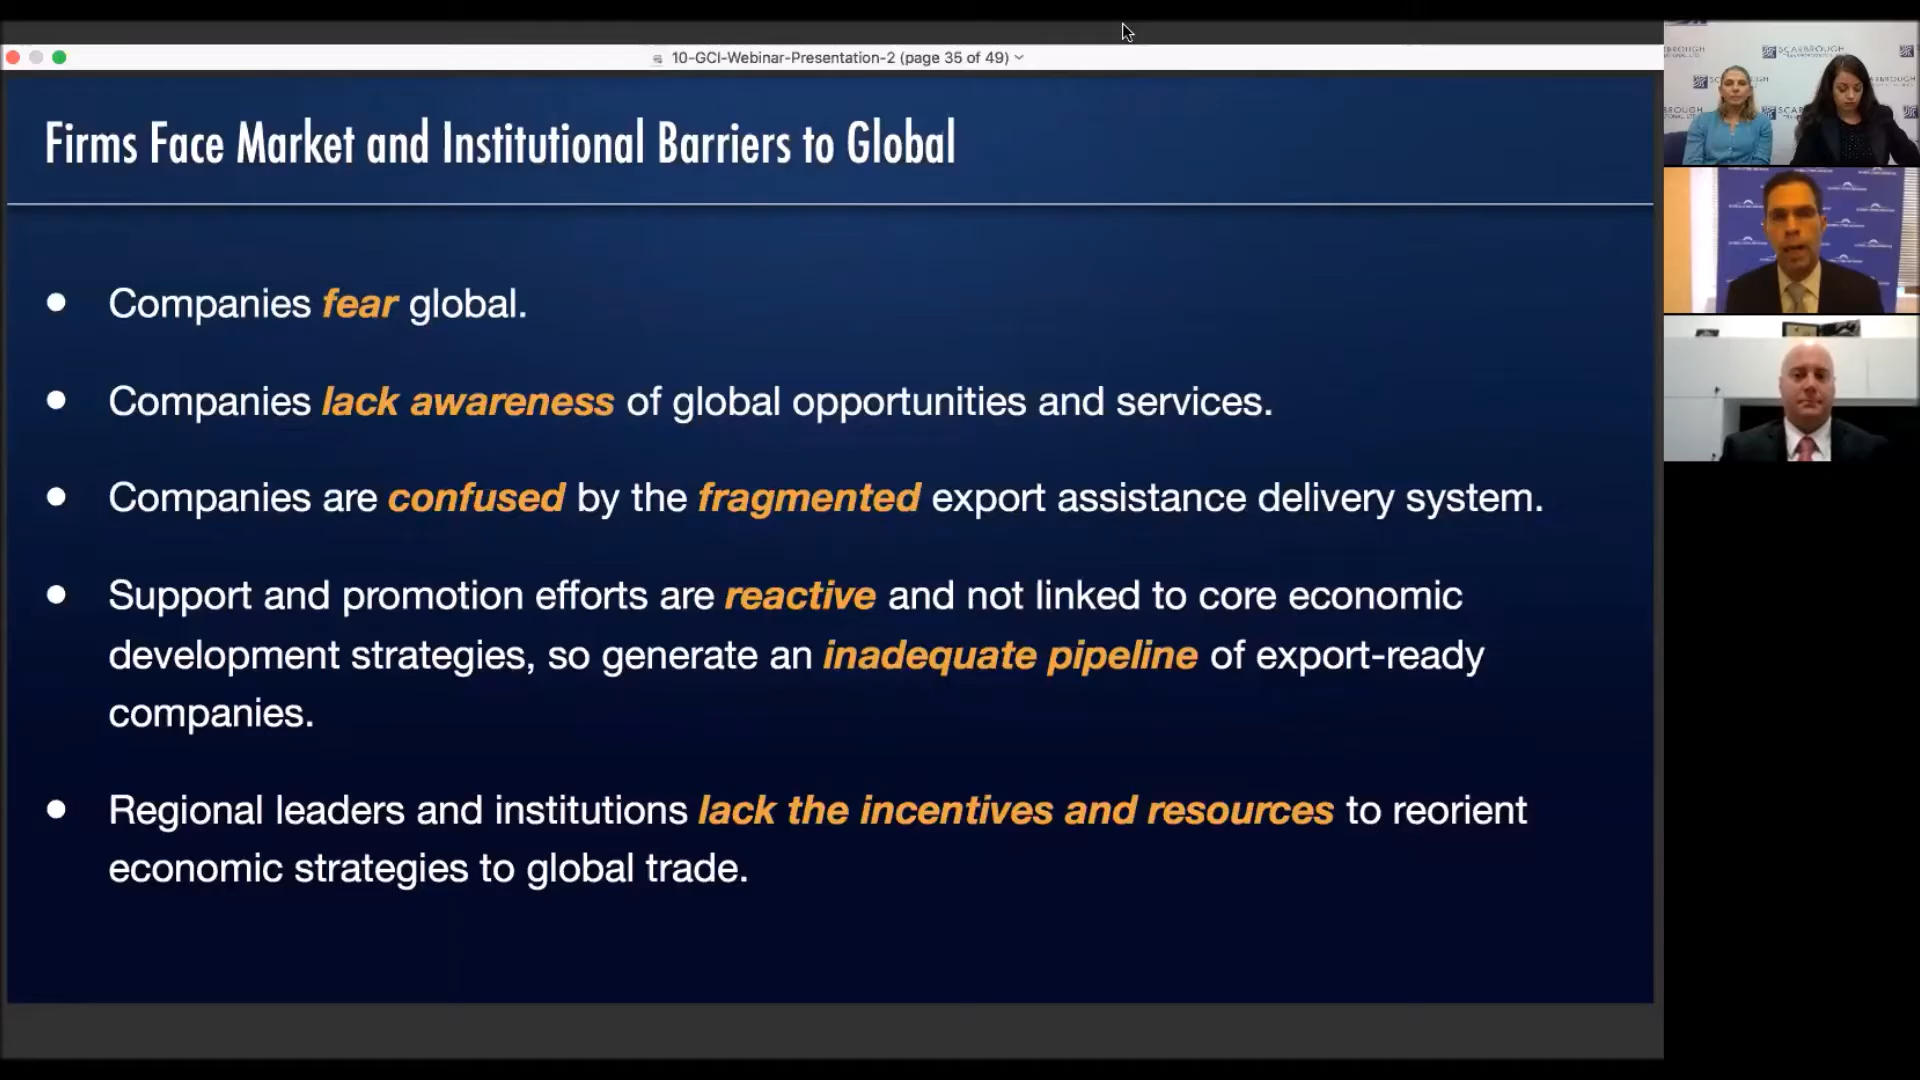 10-GCI-Webinar-Presentation-2 (page 35 of 49)
Firms Face Market and Institutional Barriers to Global
● Companies fear global.
● Companies lack awareness of global opportunities and services.
● Companies are confused by the fragmented export assistance delivery system.
● Support and promotion efforts are reactive and not linked to core economic
development strategies, so generate an inadequate pipeline of export-ready
companies.
● Regional leaders and institutions lack the incentives and resources to reorient
economic strategies to global trade.
SCARBROUGH